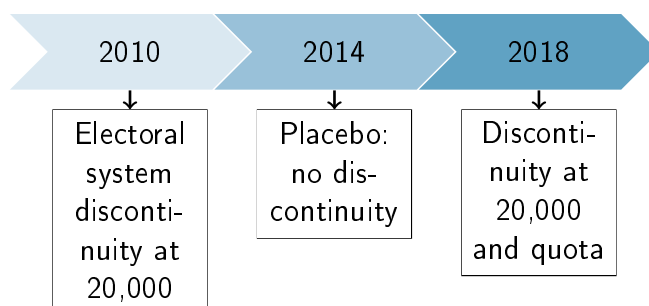 2010
2014
2018
Electoral
system
disconti-
nuity at
20,000
Placebo:
no dis-
continuity
Disconti-
nuity at
20,000
and quota